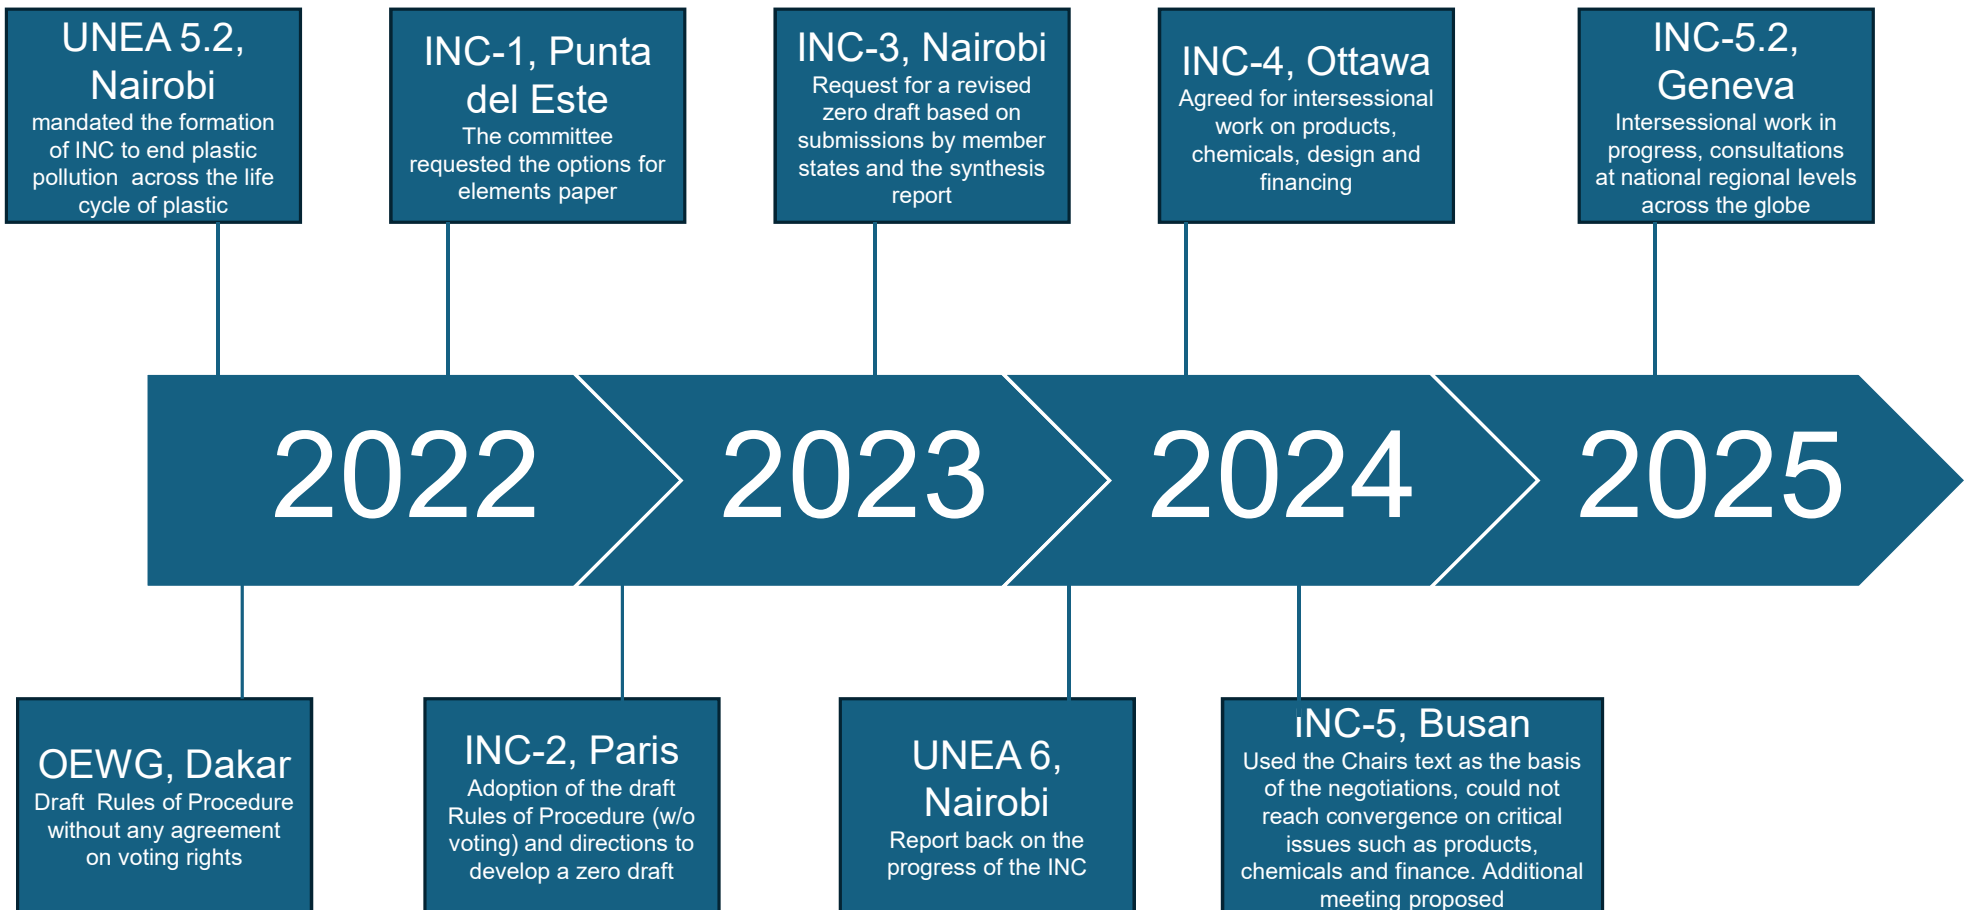 UNEA 5.2,
Nairobi
mandated the formation
of INC to end plastic
pollution  across the life
cycle of plastic
INC-1, Punta
del Este
The committee
requested the options for
elements paper
INC-3, Nairobi
Request for a revised
zero draft based on
submissions by member
states and the synthesis
report
INC-4, Ottawa
Agreed for intersessional
work on products,
chemicals, design and
financing
INC-5.2,
Geneva
Intersessional work in
progress, consultations
at national regional levels
across the globe
2022
2023
2024
2025
OEWG, Dakar
Draft  Rules of Procedure
without any agreement
on voting rights
INC-2, Paris
Adoption of the draft
Rules of Procedure (w/o
voting) and directions to
develop a zero draft
UNEA 6,
Nairobi
Report back on the
progress of the INC
INC-5, Busan
Used the Chairs text as the basis
of the negotiations, could not
reach convergence on critical
issues such as products,
chemicals and finance. Additional
meeting proposed